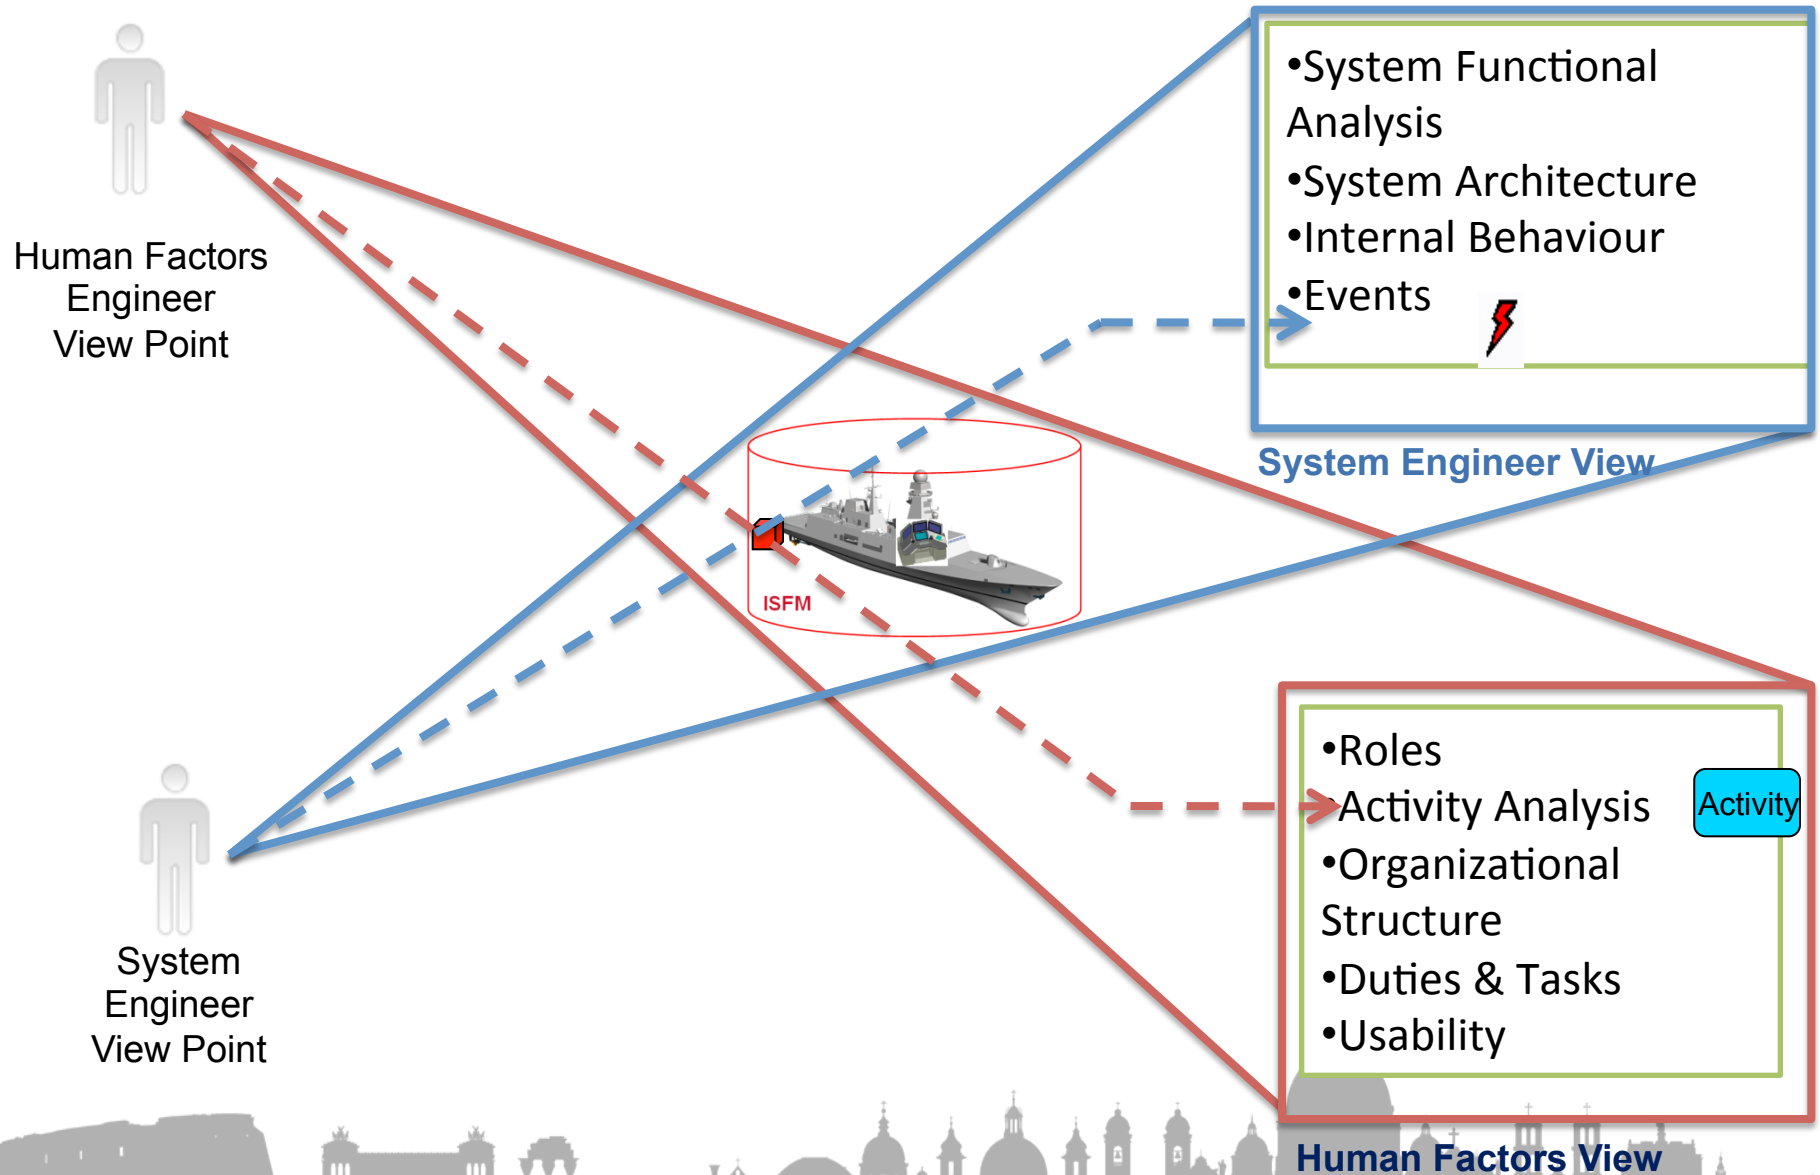 Human Factors
Engineer
View Point
•System Functional
Analysis
•System Architecture
•Internal Behaviour
•Events
System Engineer View
ISFM
•Roles
•Activity Analysis
Activity
•Organizational
Structure
•Duties & Tasks
•Usability
System
Engineer
View Point
Human Factors View